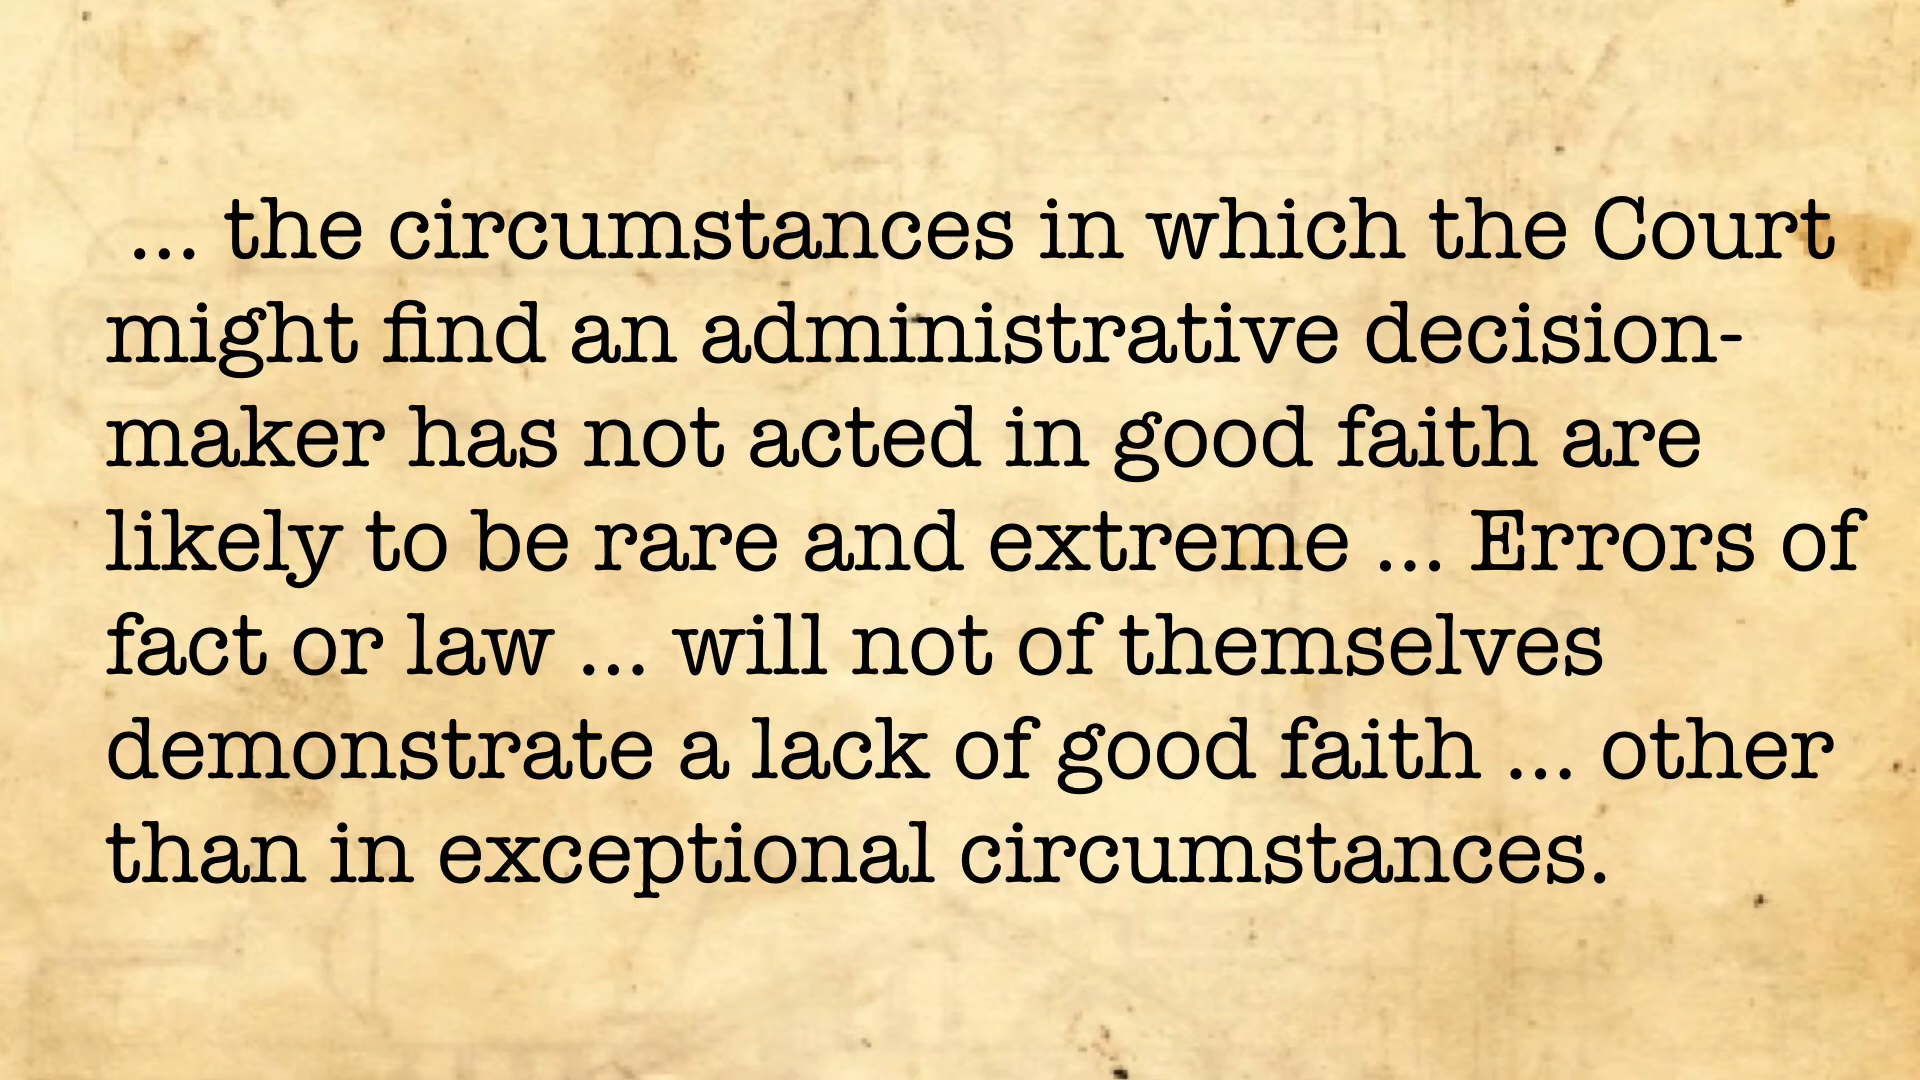 ... the circumstances in which the Court
might find an administrative decision-
maker has not acted in good faith are
likely to be rare and extreme ... Errors of
fact or law ... will not of themselves
demonstrate a lack of good faith ... other
than in exceptional circumstances.